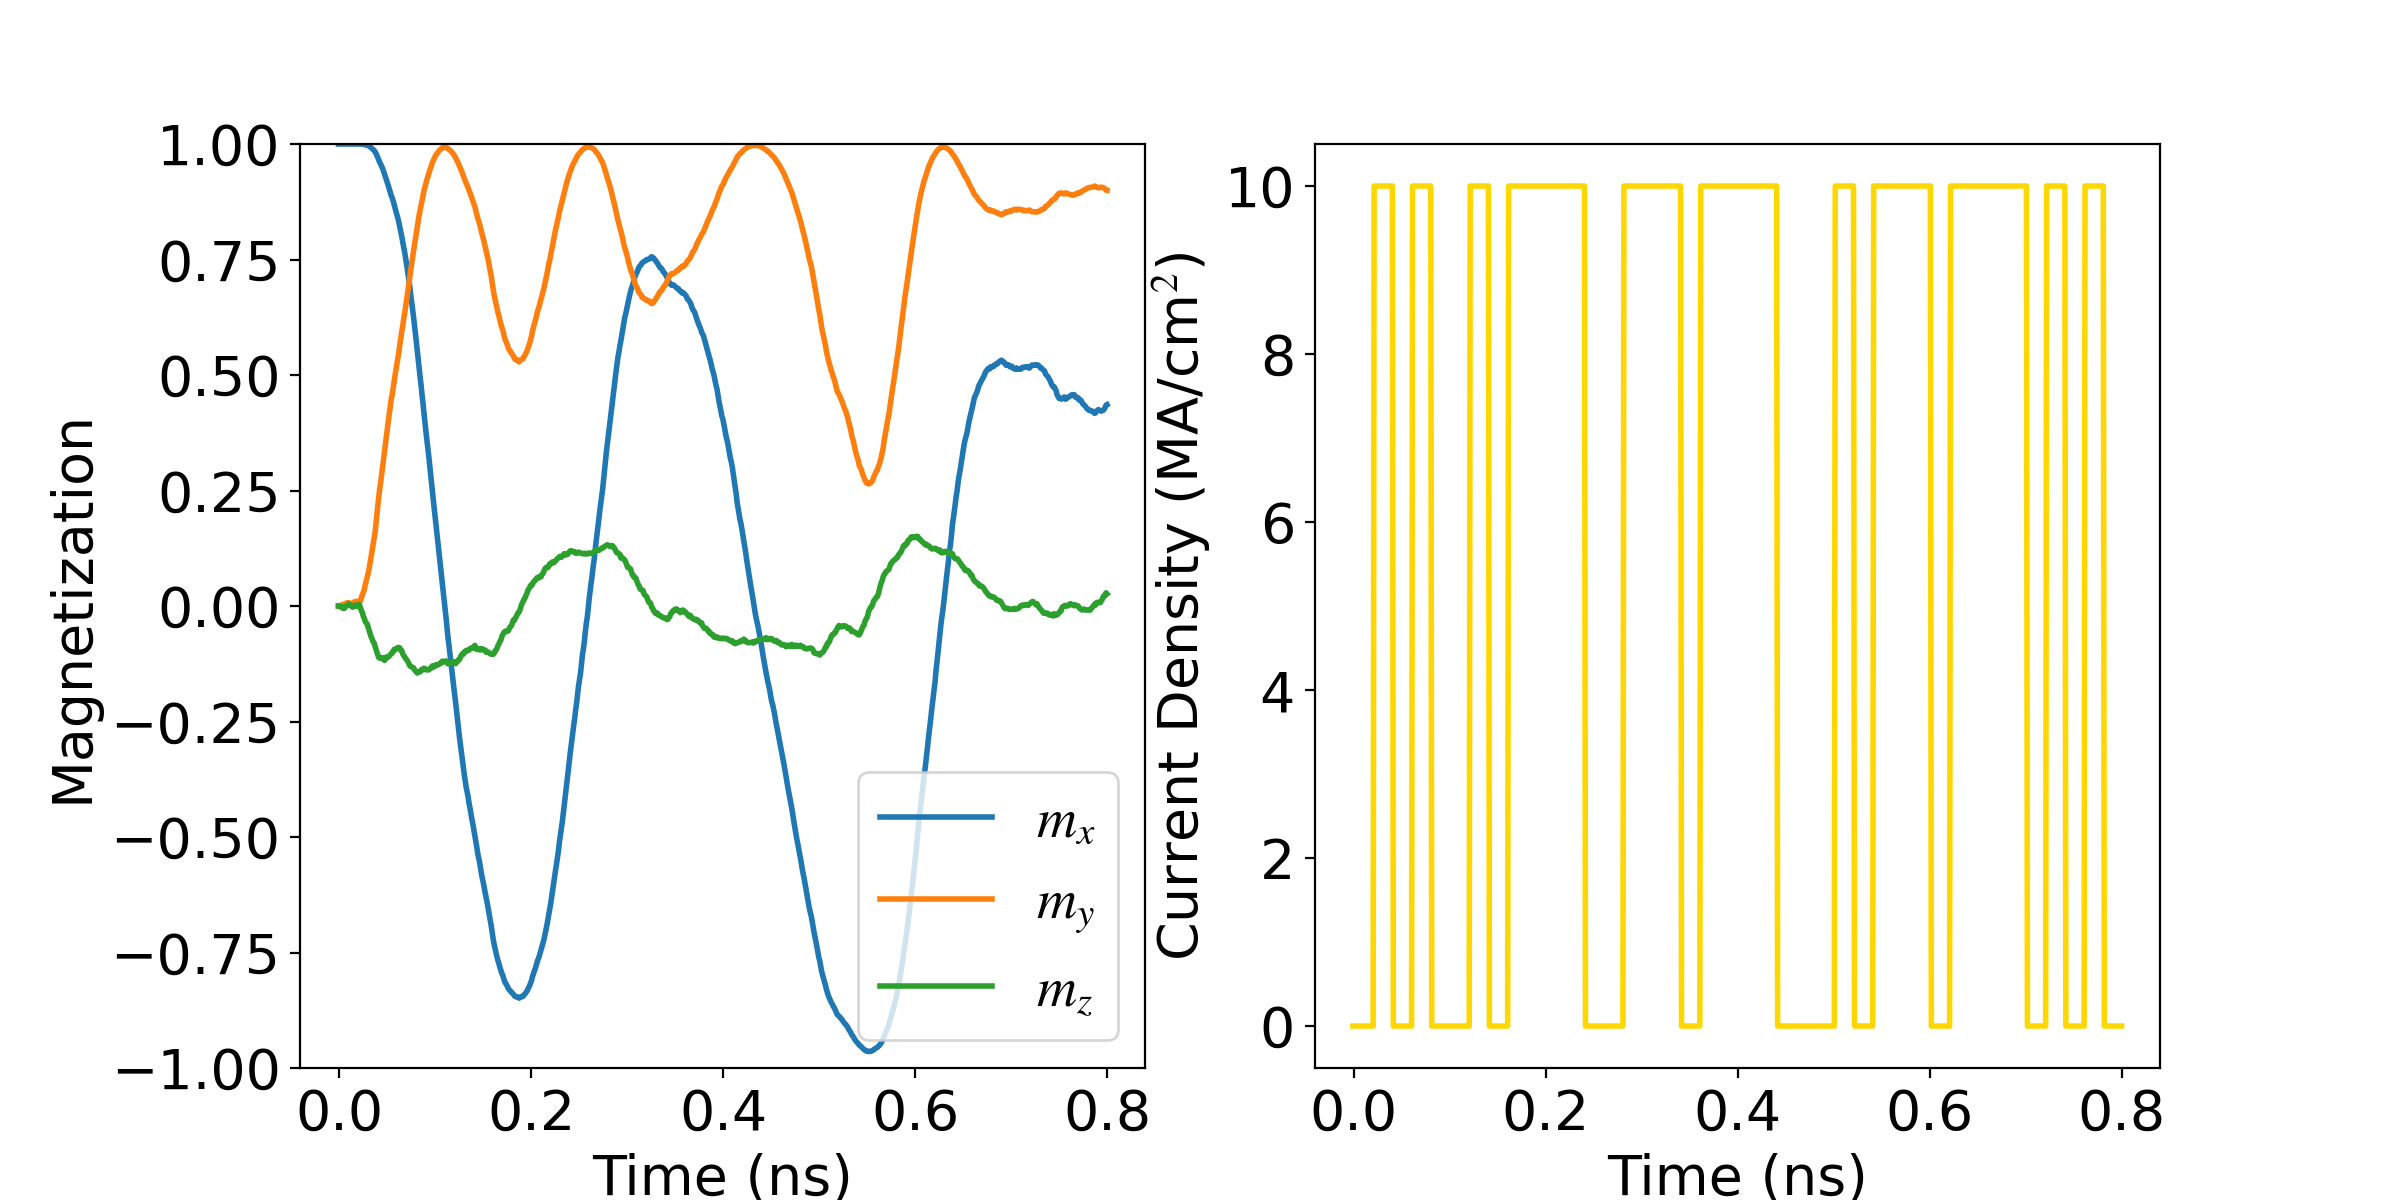 Magnetization
1.00
0.75
0.50
0.25
0.00
−0.25
−0.50
−0.75
−1.00
0.0 0.2 0.4 0.6 0.8
Time (ns)
m_x
m_y
m_z
Current Density (MA/cm²)
10
8
6
4
2
0
0.0 0.2 0.4 0.6 0.8
Time (ns)